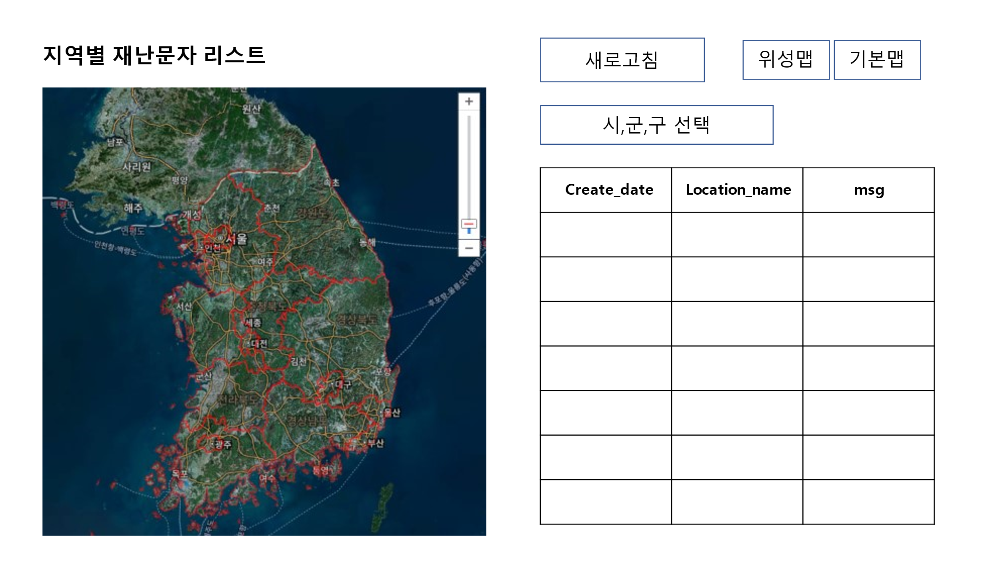 지역별 재난문자 리스트
새로고침
위성맵
기본맵
시,군,구 선택
Create_date
Location_name
msg
+
원산
남포
사리원
평양
속초
백령도
해주
춘천
강원도
개성
연평도
서울
동해
인천
인천항-백령도
−
여주
후포항-울릉도(사동항)
서산
충청북도
경상북도
세종
대전
김천
군산
포항
대구
전라북도
울산
경상남도
광주
부산
목포
여수
통영